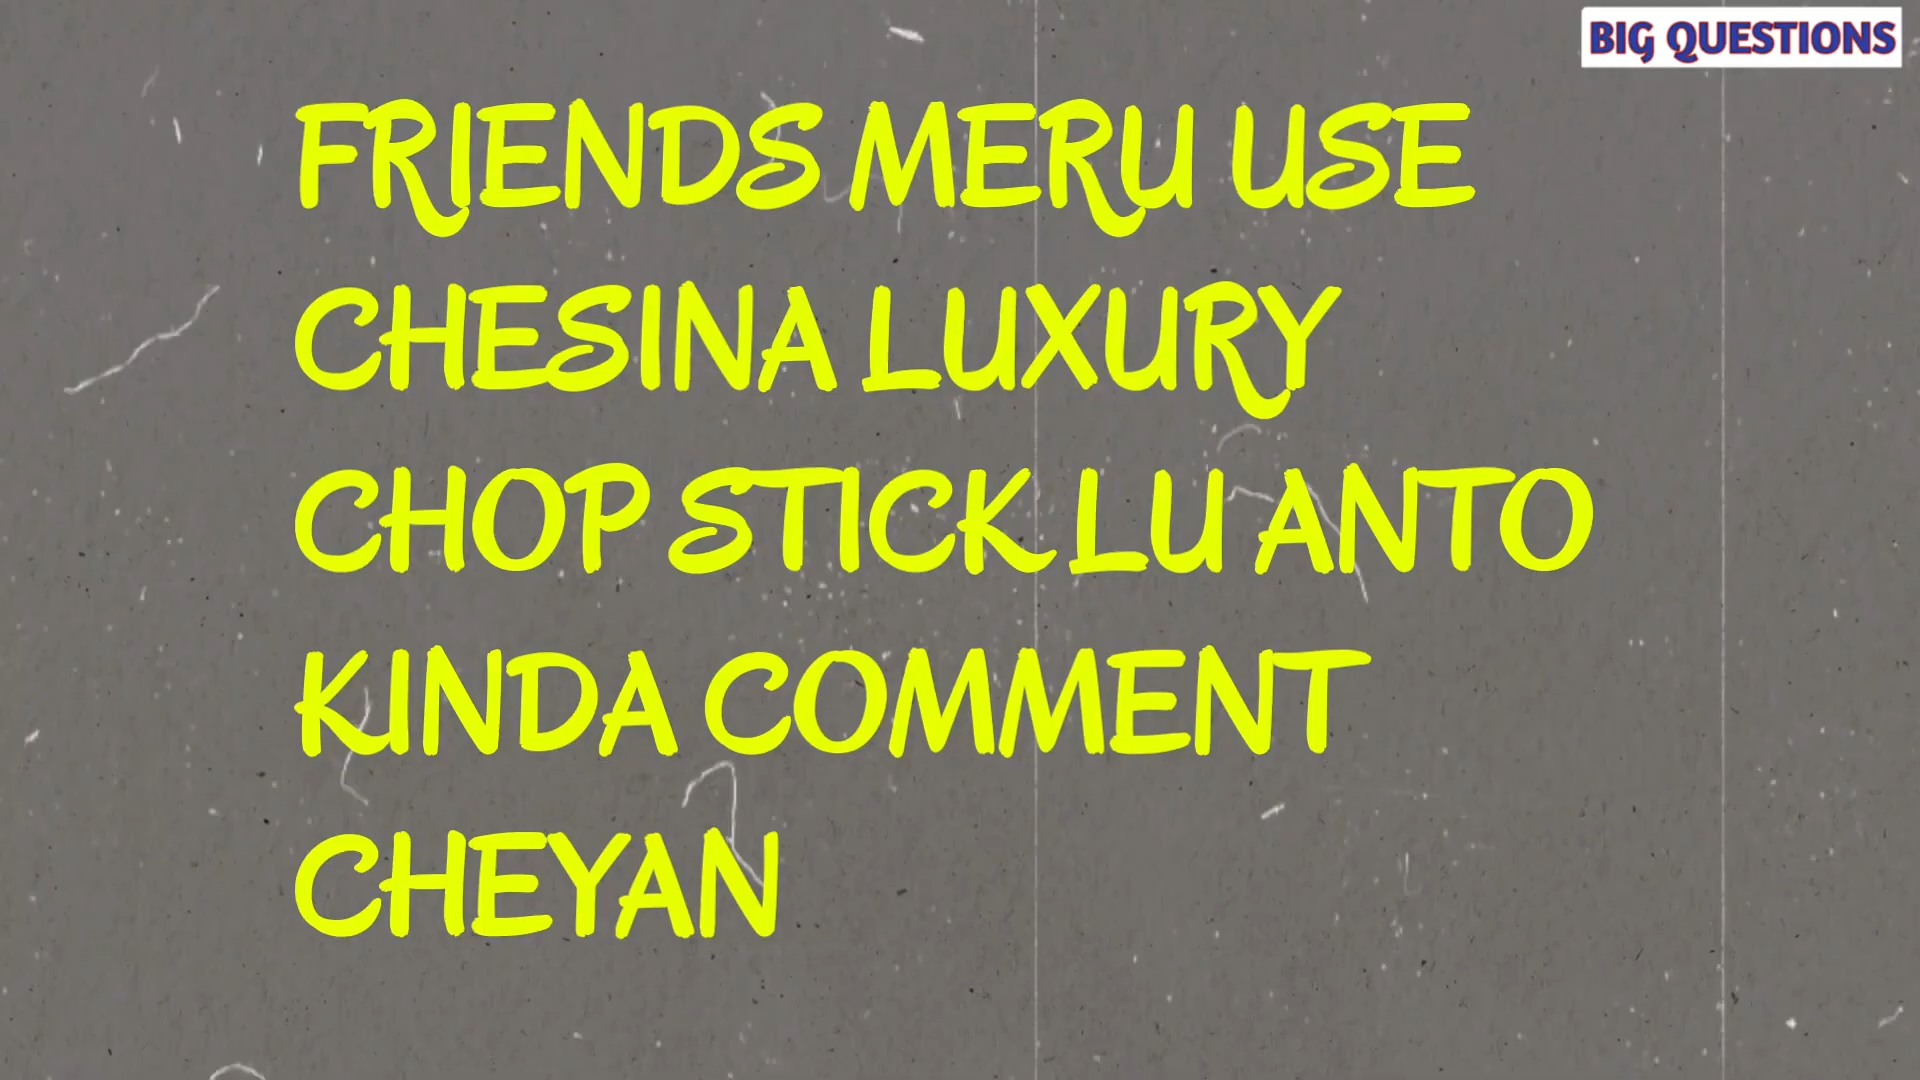 BIG QUESTIONS
FRIENDS MERU USE
CHESINA LUXURY
CHOP STICK LU ANTO
KINDA COMMENT
CHEYAN